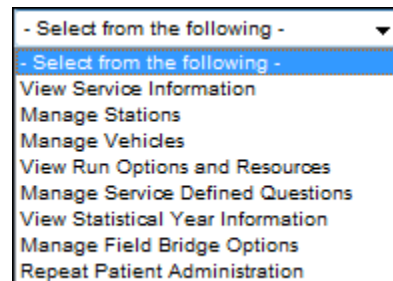 - Select from the following -
- Select from the following -
View Service Information
Manage Stations
Manage Vehicles
View Run Options and Resources
Manage Service Defined Questions
View Statistical Year Information
Manage Field Bridge Options
Repeat Patient Administration